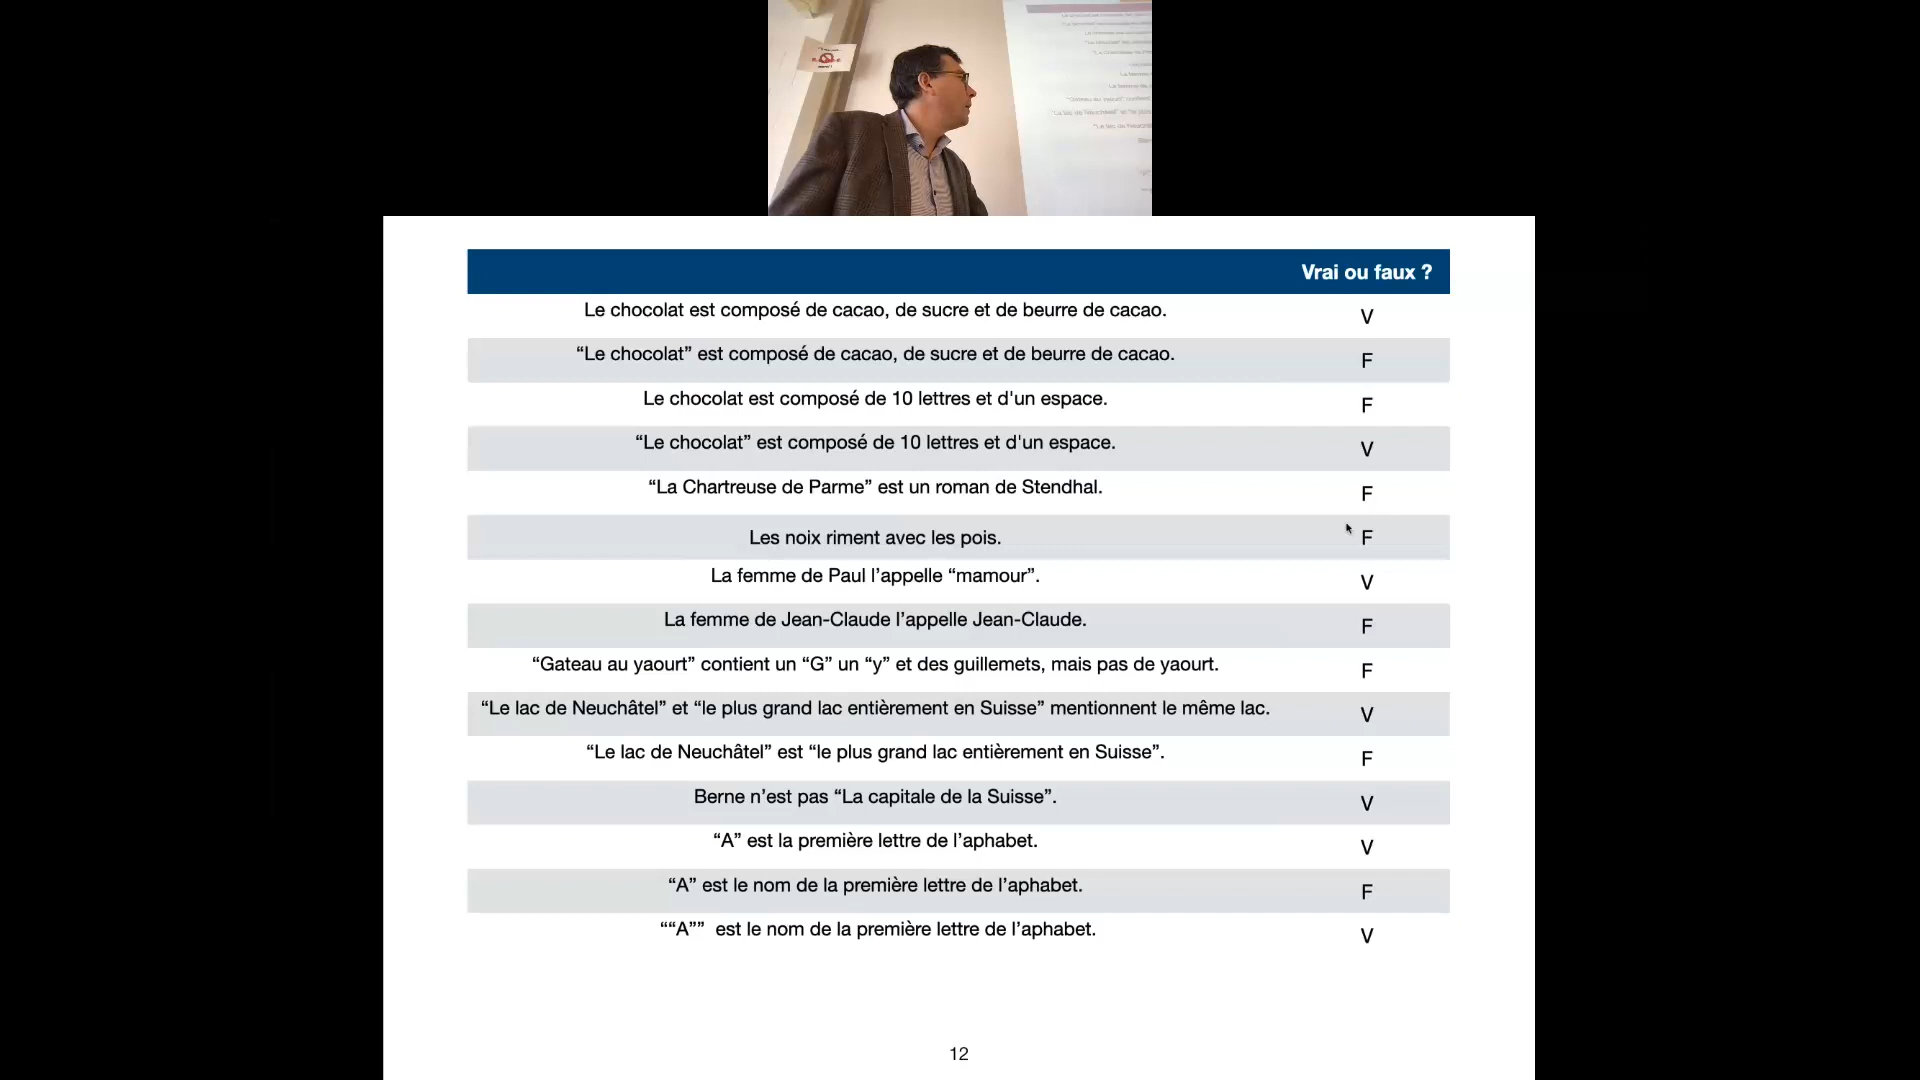 Vrai ou faux ?
Le chocolat est composé de cacao, de sucre et de beurre de cacao. V
“Le chocolat” est composé de cacao, de sucre et de beurre de cacao. F
Le chocolat est composé de 10 lettres et d'un espace. F
“Le chocolat” est composé de 10 lettres et d'un espace. V
“La Chartreuse de Parme” est un roman de Stendhal. F
Les noix riment avec les pois. F
La femme de Paul l’appelle “mamour”. V
La femme de Jean-Claude l’appelle Jean-Claude. F
“Gateau au yaourt” contient un “G” un “y” et des guillemets, mais pas de yaourt. F
“Le lac de Neuchâtel” et “le plus grand lac entièrement en Suisse” mentionnent le même lac. V
“Le lac de Neuchâtel” est “le plus grand lac entièrement en Suisse”. F
Berne n’est pas “La capitale de la Suisse”. V
“A” est la première lettre de l’aphabet. V
“A” est le nom de la première lettre de l’aphabet. F
““A”” est le nom de la première lettre de l’aphabet. V
12